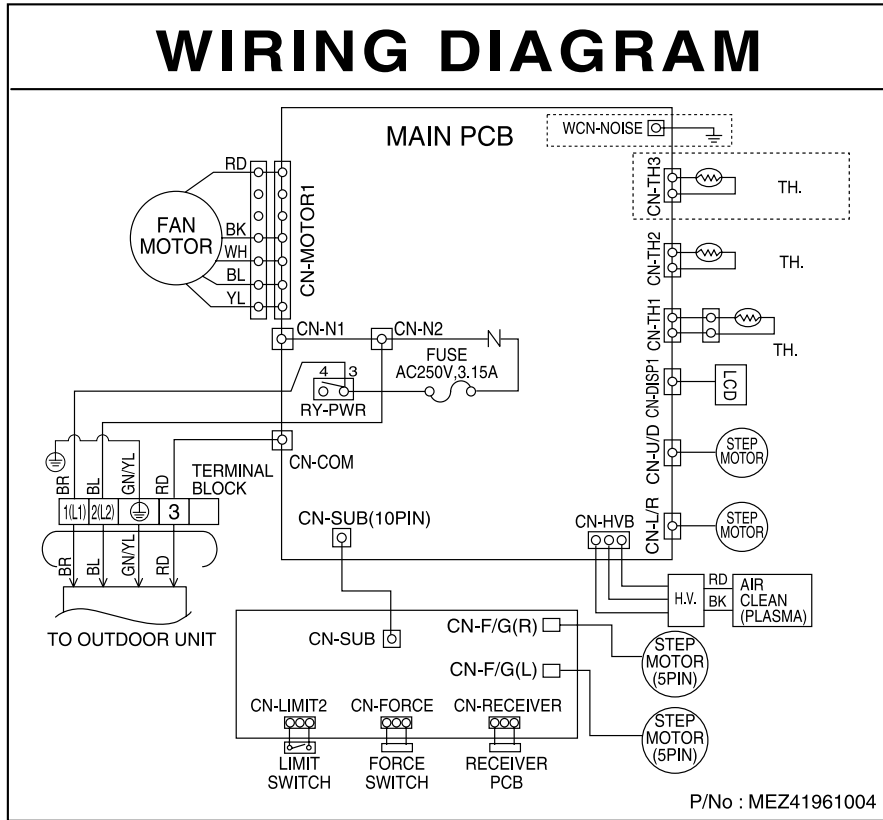 WIRING DIAGRAM
MAIN PCB
WCN-NOISE
RD
BK
WH
BL
YL
FAN
MOTOR
CN-MOTOR1
CN-TH3
TH.
CN-TH2
TH.
CN-TH1
TH.
CN-N1
CN-N2
N
FUSE
AC250V,3.15A
4 3
RY-PWR
CN-DISP1
LCD
CN-COM
CN-U/D
STEP
MOTOR
CN-L/R
STEP
MOTOR
BR
BL
GN/YL
RD
TERMINAL
BLOCK
1(L1) 2(L2) 3
BR
BL
GN/YL
RD
TO OUTDOOR UNIT
CN-SUB(10PIN)
CN-HVB
H.V.
RD
BK
AIR
CLEAN
(PLASMA)
CN-SUB
CN-F/G(R)
STEP
MOTOR
(5PIN)
CN-F/G(L)
STEP
MOTOR
(5PIN)
CN-LIMIT2
CN-FORCE
CN-RECEIVER
LIMIT
SWITCH
FORCE
SWITCH
RECEIVER
PCB
P/No : MEZ41961004